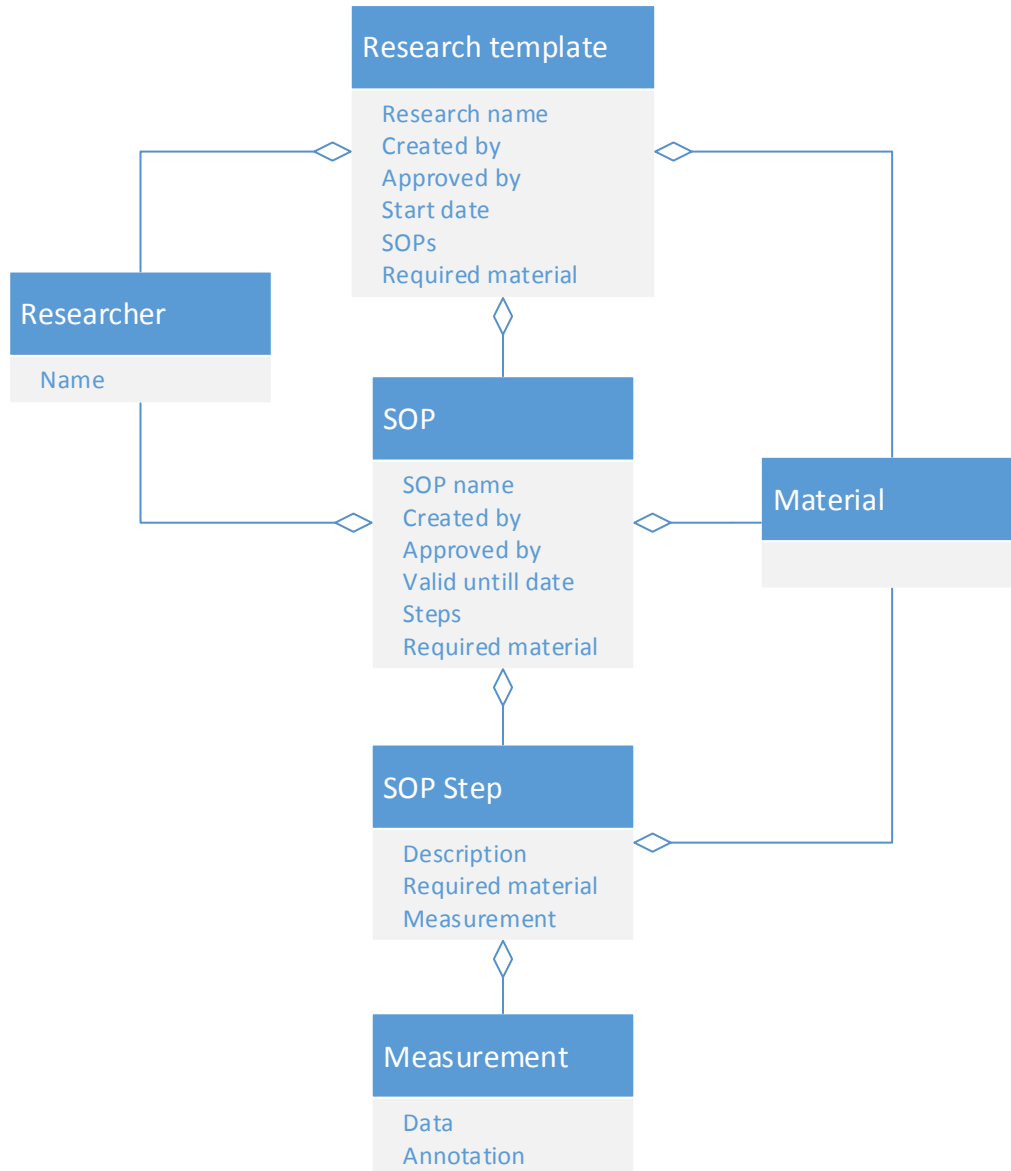 Research template
Research name
Created by
Approved by
Start date
SOPs
Required material
Researcher
Name
SOP
SOP name
Created by
Approved by
Valid untill date
Steps
Required material
Material
SOP Step
Description
Required material
Measurement
Measurement
Data
Annotation